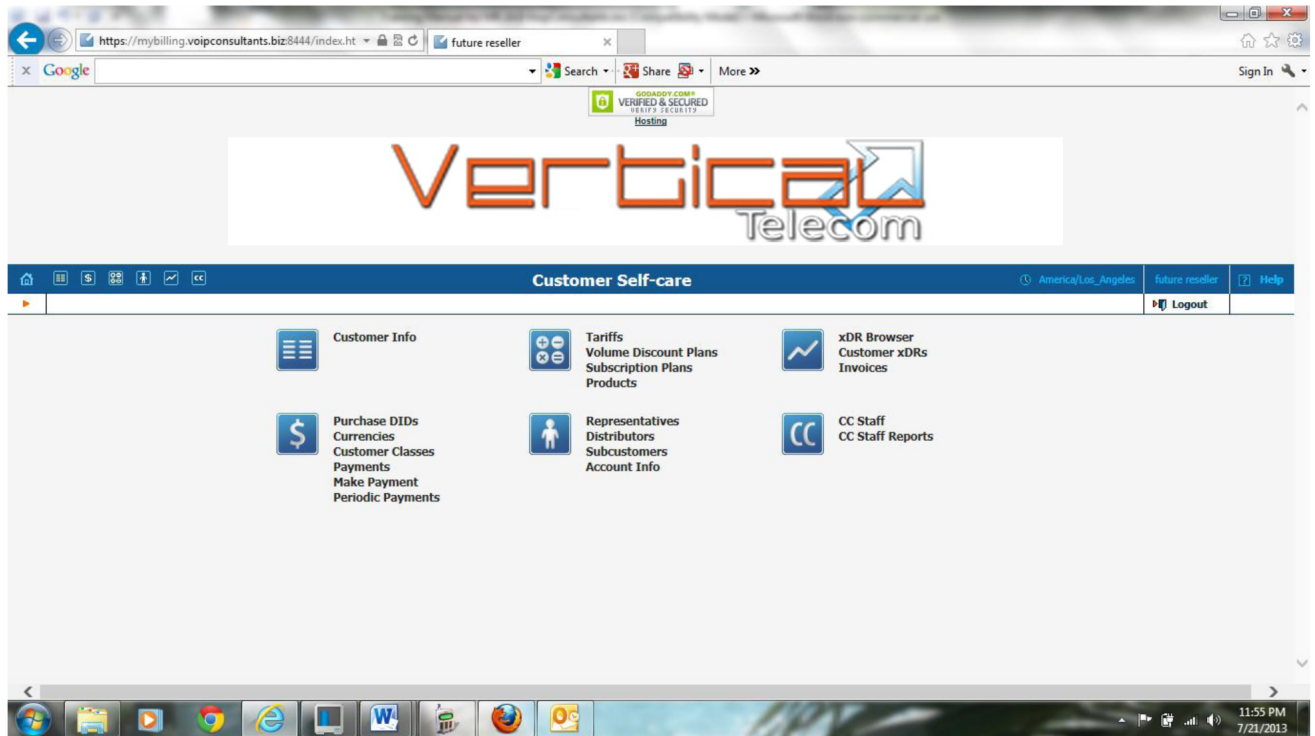 https://mybilling.voipconsultants.biz:8444/index.ht
future reseller
x Google
Search
Share
More »
Sign In
GODADDY.COM®
VERIFIED & SECURED
VERIFY SECURITY
Hosting
Vertical
Telecom
Customer Self-care
America/Los_Angeles
future reseller
? Help
Logout
Customer Info
Tariffs
Volume Discount Plans
Subscription Plans
Products
xDR Browser
Customer xDRs
Invoices
$
Purchase DIDs
Currencies
Customer Classes
Payments
Make Payment
Periodic Payments
Representatives
Distributors
Subcustomers
Account Info
CC
CC Staff
CC Staff Reports
11:55 PM
7/21/2013